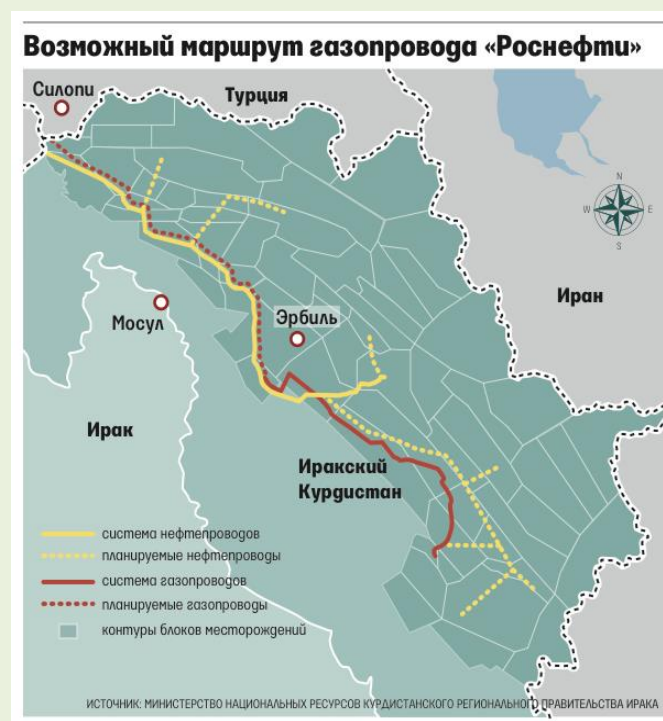 Возможный маршрут газопровода «Роснефти»
Силопи
Турция
N
W
E
S
Иран
Мосул
Эрбиль
Ирак
Иракский
Курдистан
система нефтепроводов
планируемые нефтепроводы
система газопроводов
планируемые газопроводы
контуры блоков месторождений
ИСТОЧНИК: МИНИСТЕРСТВО НАЦИОНАЛЬНЫХ РЕСУРСОВ КУРДИСТАНСКОГО РЕГИОНАЛЬНОГО ПРАВИТЕЛЬСТВА ИРАКА